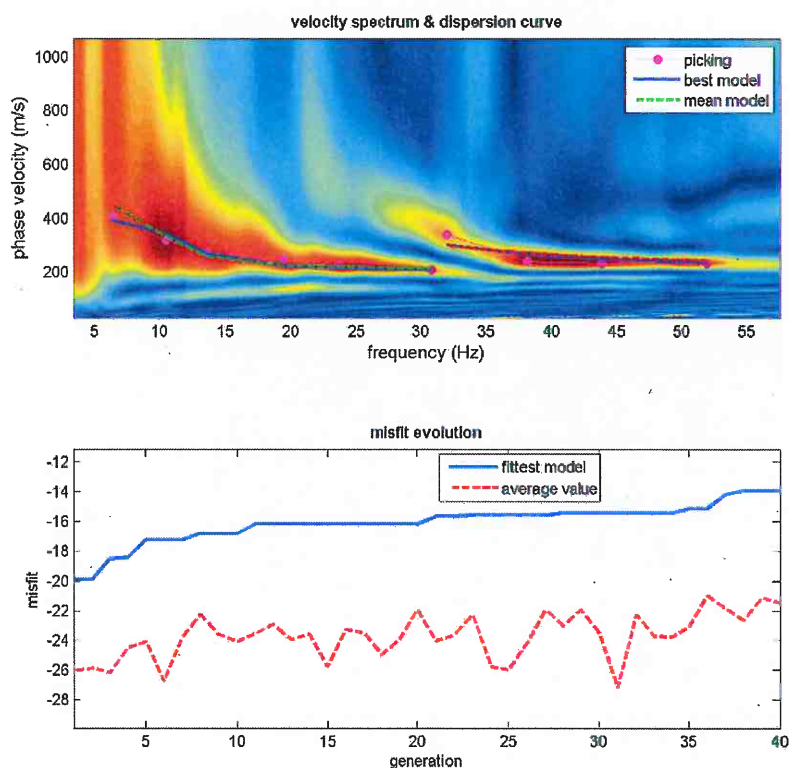 velocity spectrum & dispersion curve
phase velocity (m/s)
1000
800
600
400
200
picking
best model
mean model
5 10 15 20 25 30 35 40 45 50 55
frequency (Hz)
misfit evolution
misfit
-12
-14
-16
-18
-20
-22
-24
-26
-28
fittest model
average value
5 10 15 20 25 30 35 40
generation